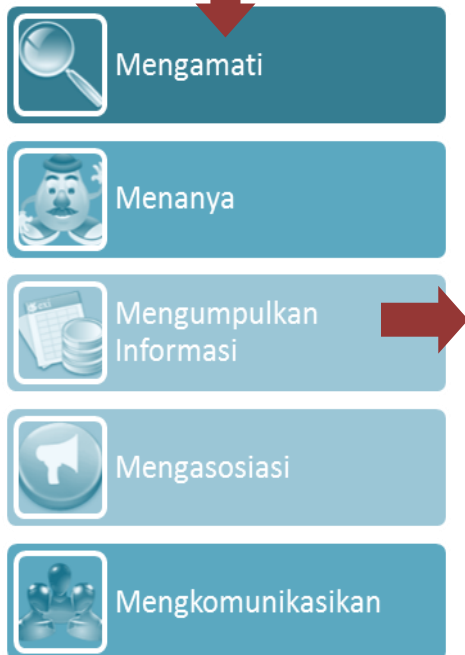 Mengamati
Menanya
Mengumpulkan
Informasi
Mengasosiasi
Mengkomunikasikan